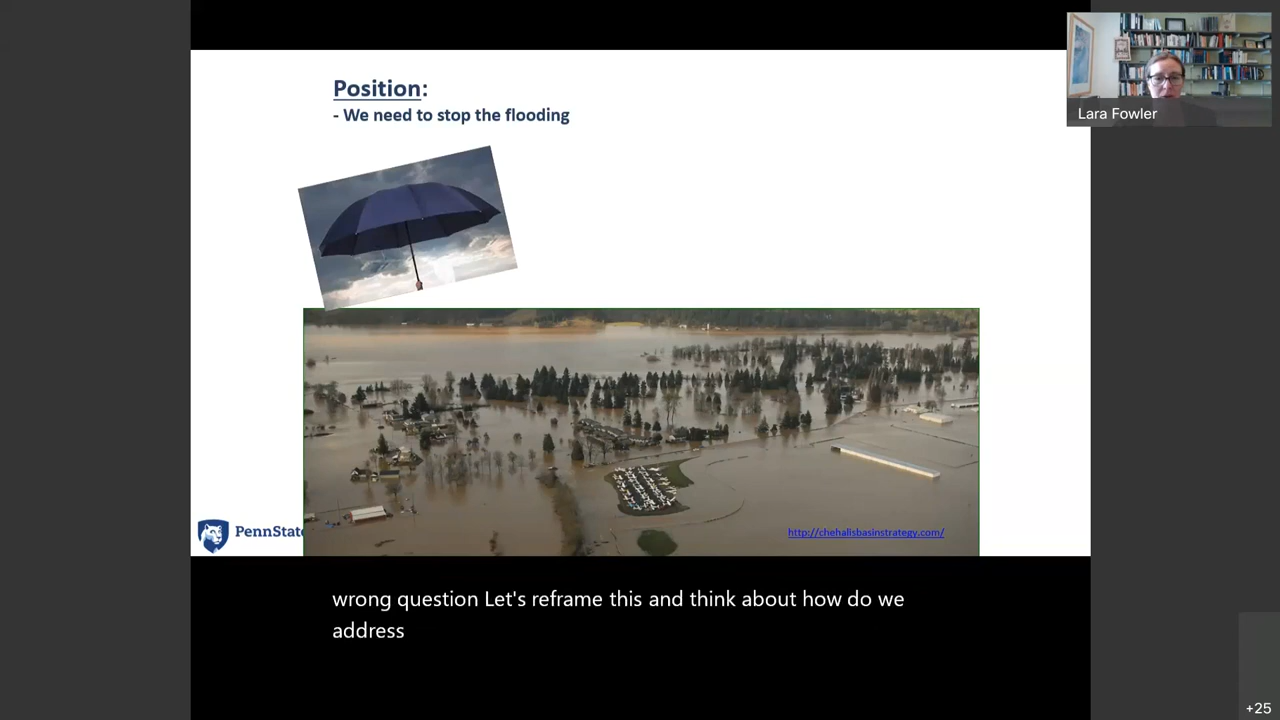 Position:
- We need to stop the flooding
Lara Fowler
PennState
http://chehalisbasinstrategy.com/
wrong question Let's reframe this and think about how do we
address
+25